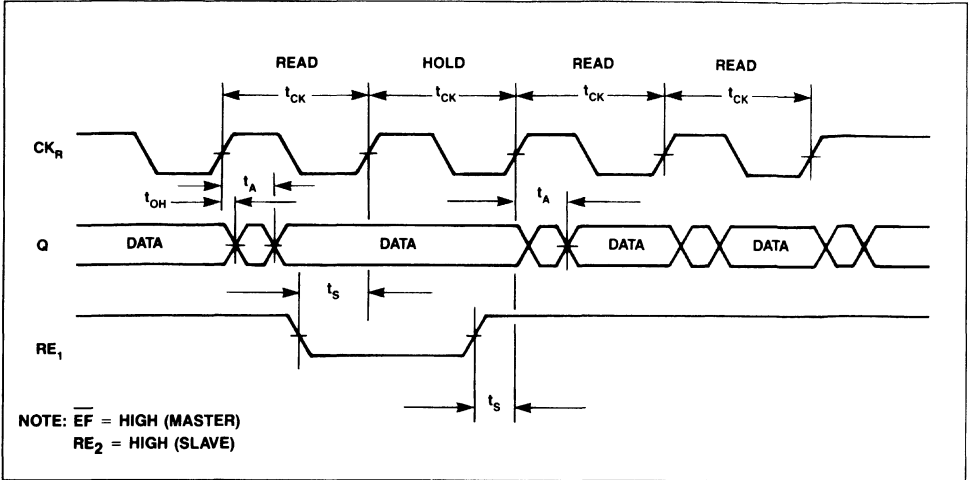 READ HOLD READ READ
tCK tCK tCK tCK
CKR
tA
tOH tA
Q DATA DATA DATA DATA
tS
RE1
tS
NOTE: E̅F̅ = HIGH (MASTER)
RE2 = HIGH (SLAVE)